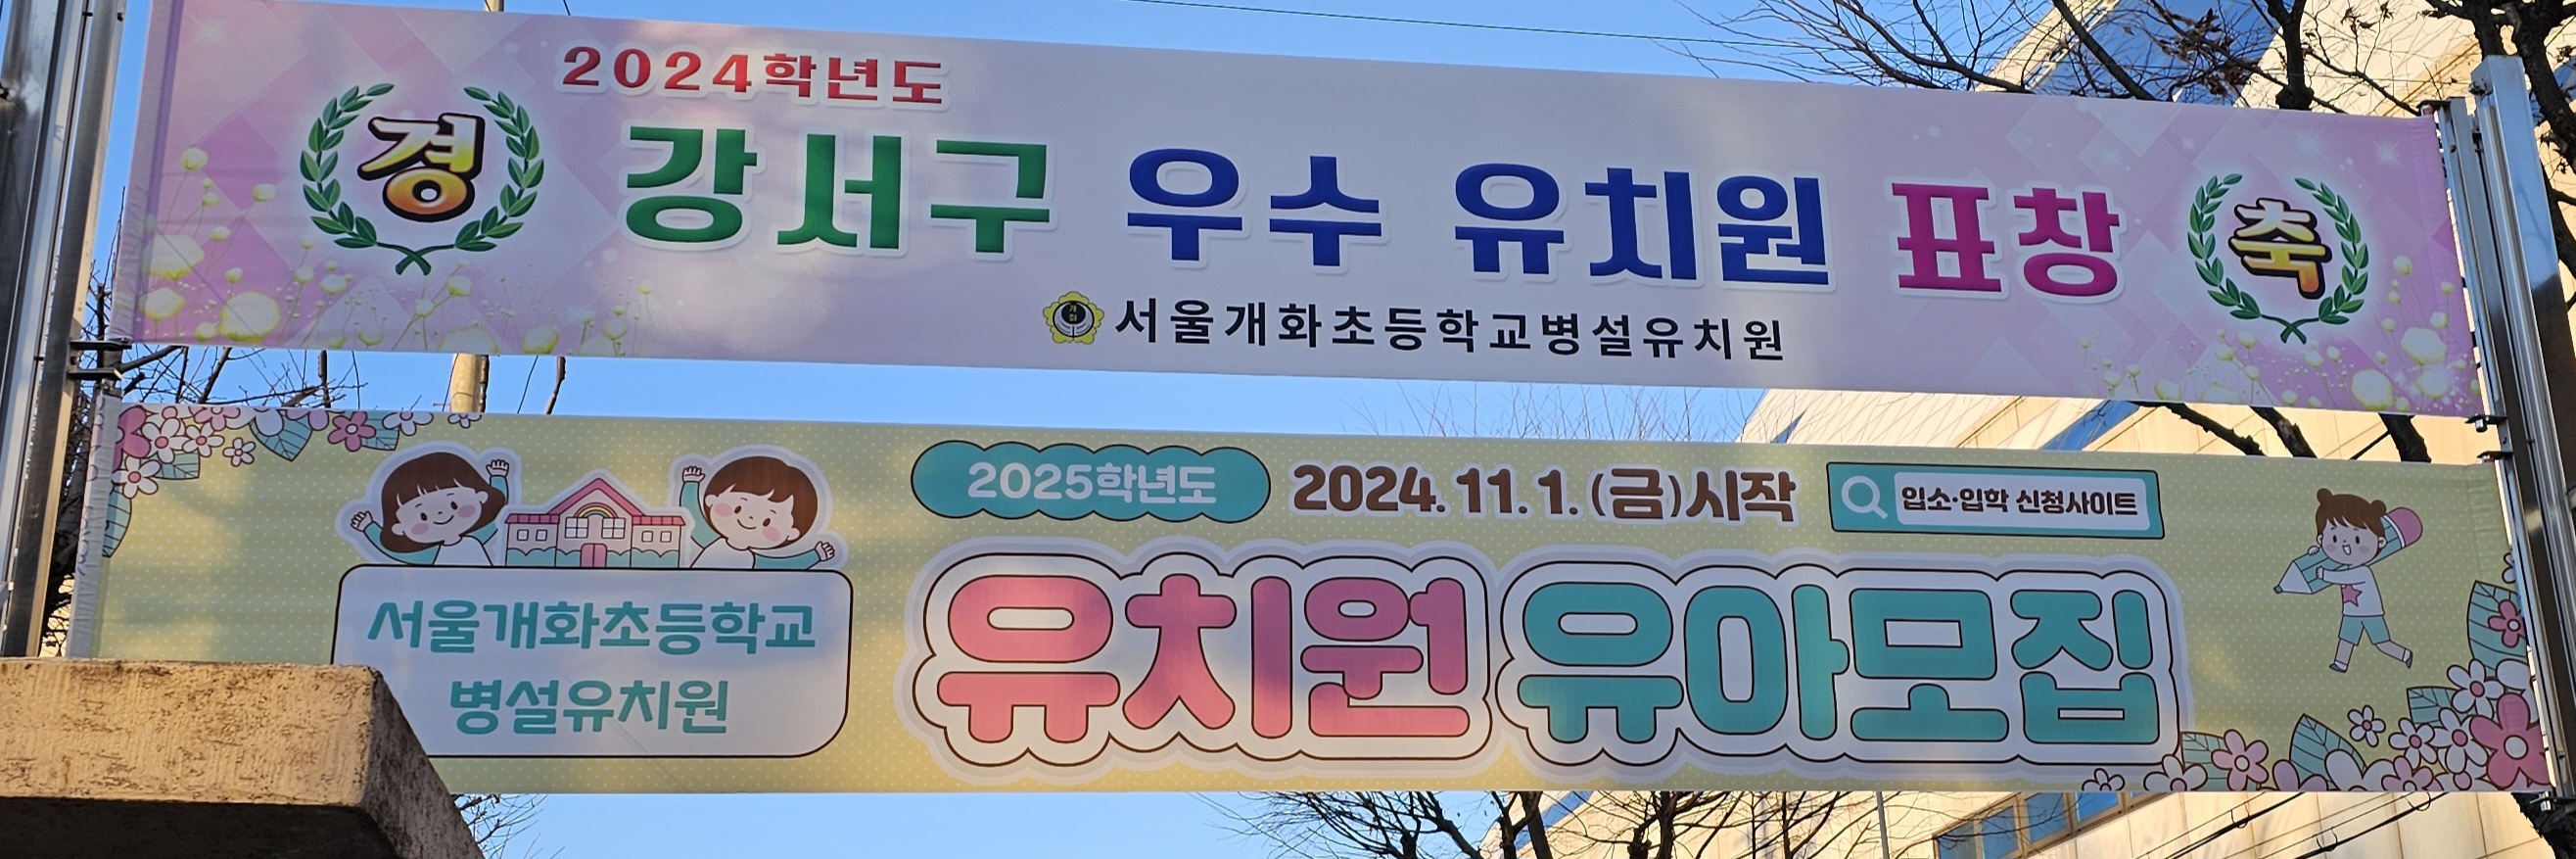 2024학년도
경 강서구 우수 유치원 표창 축
개화 서울개화초등학교병설유치원
2025학년도 2024. 11. 1. (금)시작 입소·입학 신청사이트
서울개화초등학교
병설유치원
유치원 유아모집